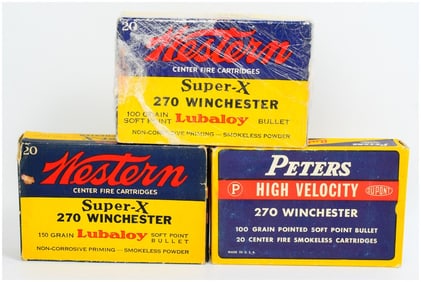 20
Western
CENTER FIRE CARTRIDGES
Super-X
270 WINCHESTER
100 GRAIN SOFT POINT Lubaloy BULLET
NON-CORROSIVE PRIMING — SMOKELESS POWDER
20
Western
CENTER FIRE CARTRIDGES
Super-X
270 WINCHESTER
150 GRAIN Lubaloy SOFT POINT BULLET
NON-CORROSIVE PRIMING — SMOKELESS POWDER
PETERS
P HIGH VELOCITY DUPONT
270 WINCHESTER
100 GRAIN POINTED SOFT POINT BULLET
20 CENTER FIRE SMOKELESS CARTRIDGES
MADE IN U.S.A.